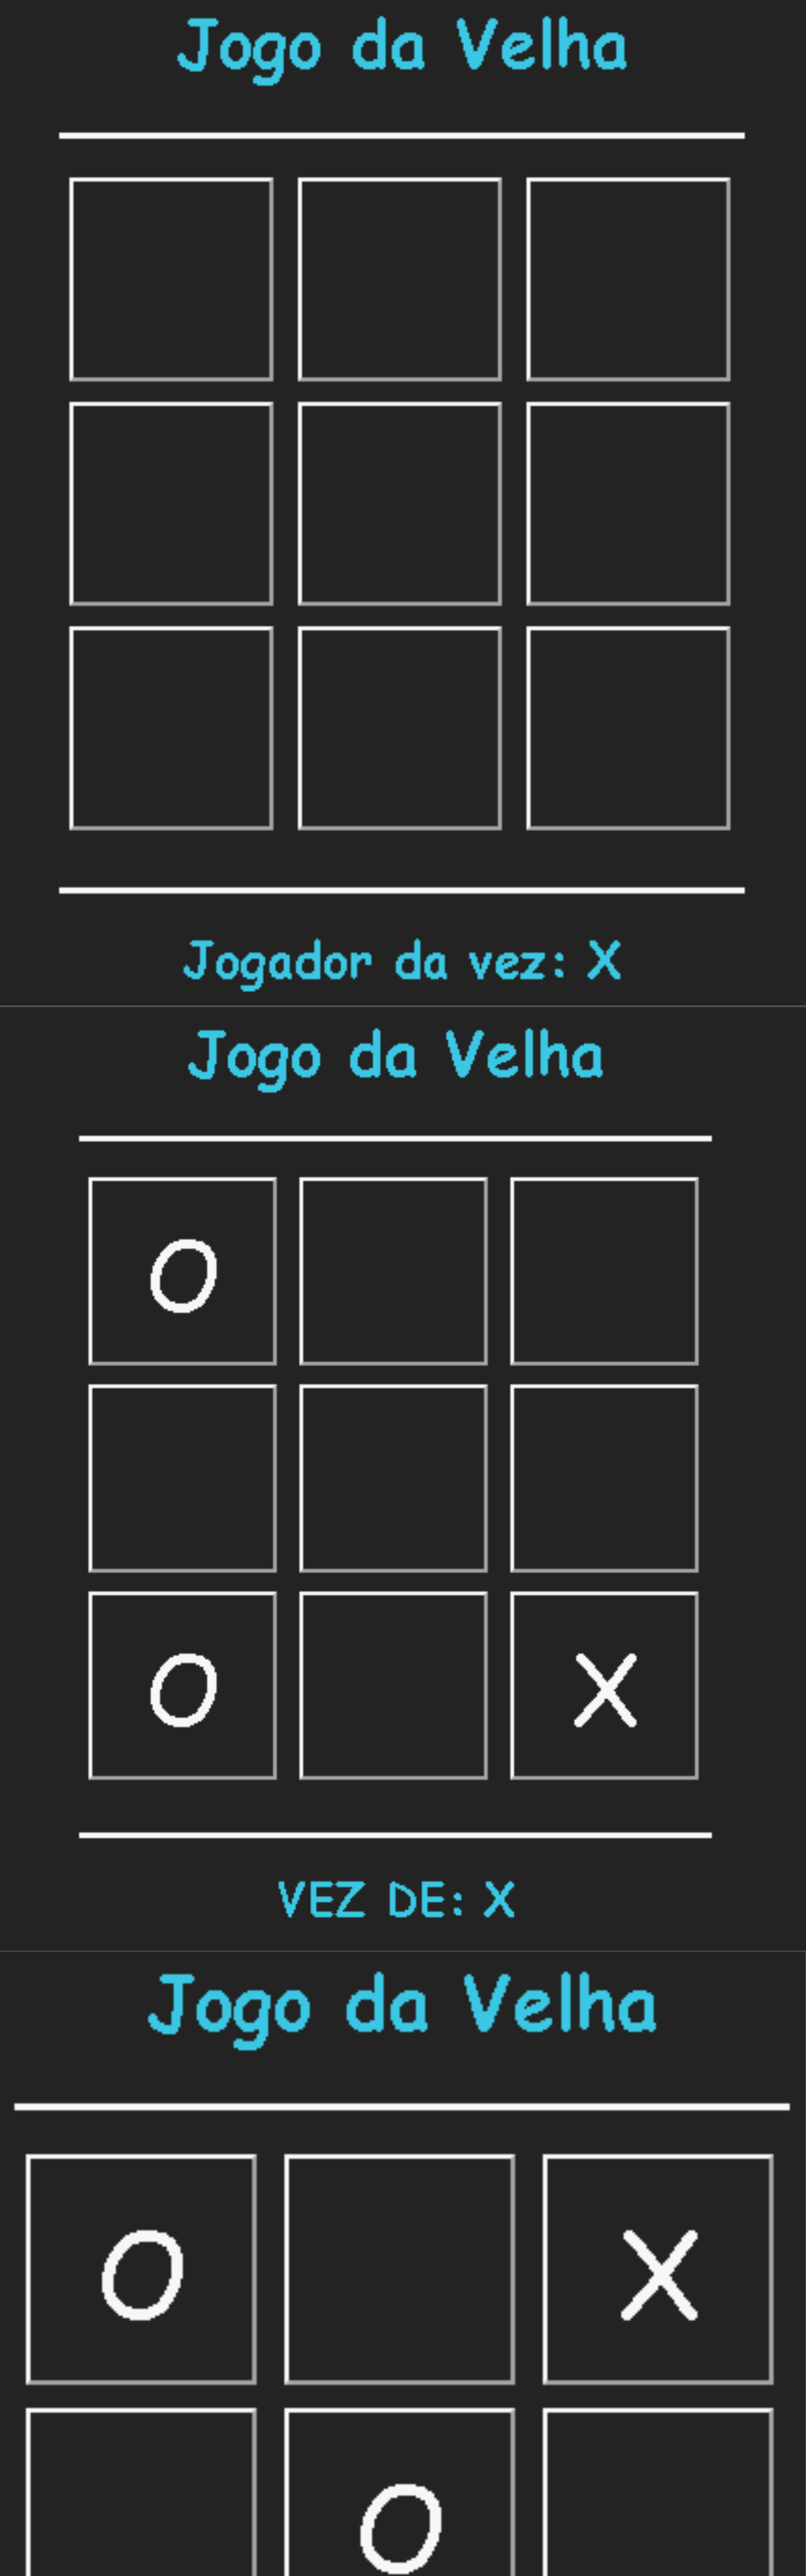 Jogo da Velha
Jogador da vez: X
Jogo da Velha
O
O X
VEZ DE: X
Jogo da Velha
O X
O